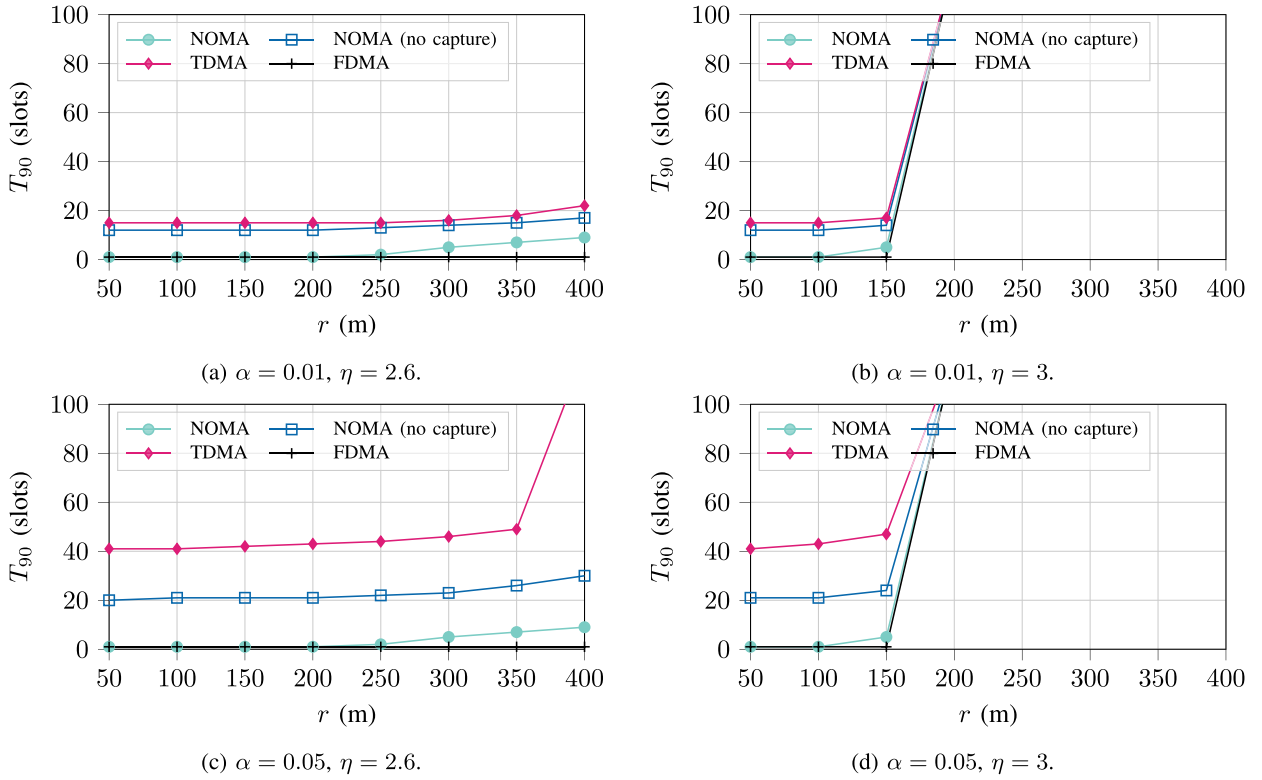 100
80
60
40
20
0
T90 (slots)
NOMA
NOMA (no capture)
TDMA
FDMA
50 100 150 200 250 300 350 400
r (m)
(a) α = 0.01, η = 2.6.
100
80
60
40
20
0
T90 (slots)
NOMA
NOMA (no capture)
TDMA
FDMA
50 100 150 200 250 300 350 400
r (m)
(b) α = 0.01, η = 3.
100
80
60
40
20
0
T90 (slots)
NOMA
NOMA (no capture)
TDMA
FDMA
50 100 150 200 250 300 350 400
r (m)
(c) α = 0.05, η = 2.6.
100
80
60
40
20
0
T90 (slots)
NOMA
NOMA (no capture)
TDMA
FDMA
50 100 150 200 250 300 350 400
r (m)
(d) α = 0.05, η = 3.